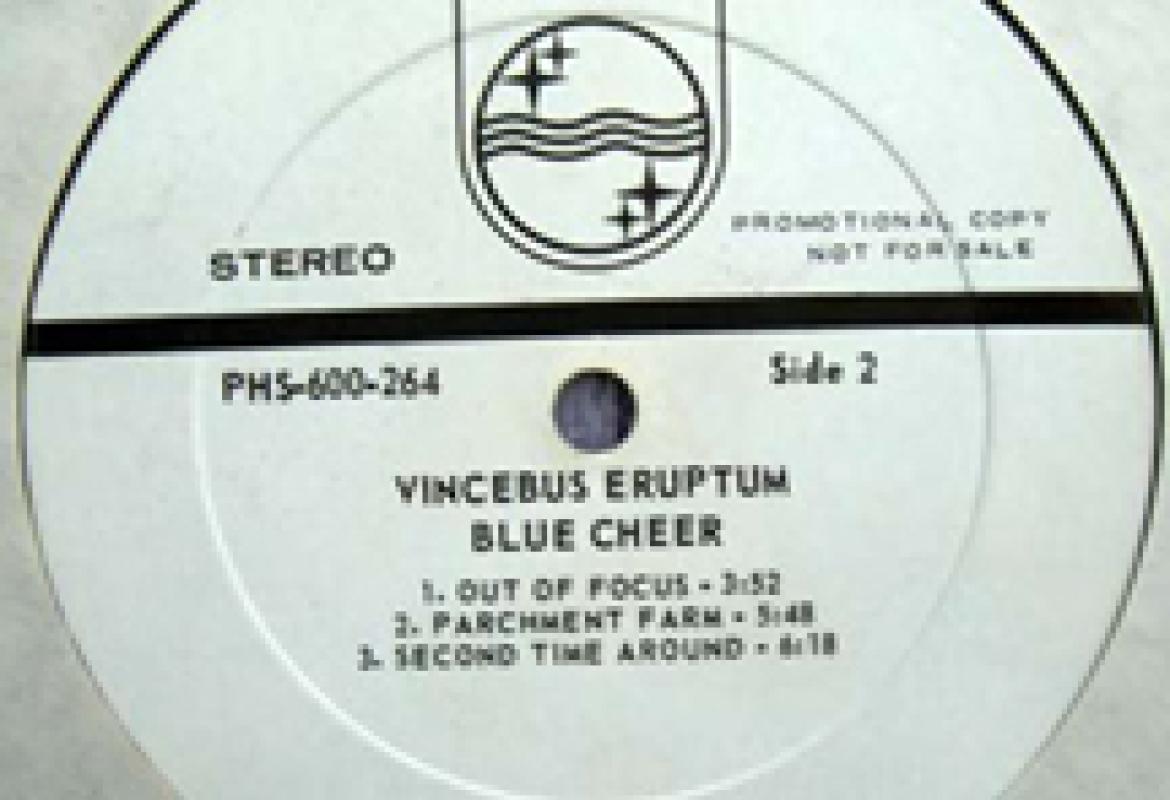 PROMOTIONAL COPY
NOT FOR SALE
STEREO
PHS-600-264
Side 2
VINCEBUS ERUPTUM
BLUE CHEER
1. OUT OF FOCUS - 3:52
2. PARCHMENT FARM - 5:48
3. SECOND TIME AROUND - 6:18